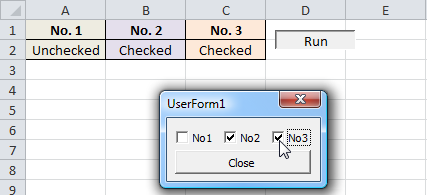 A B C D E
1 No. 1 No. 2 No. 3
Run
2 Unchecked Checked Checked
3
4
5
UserForm1
6
No1 No2 No3
7
Close
8
9